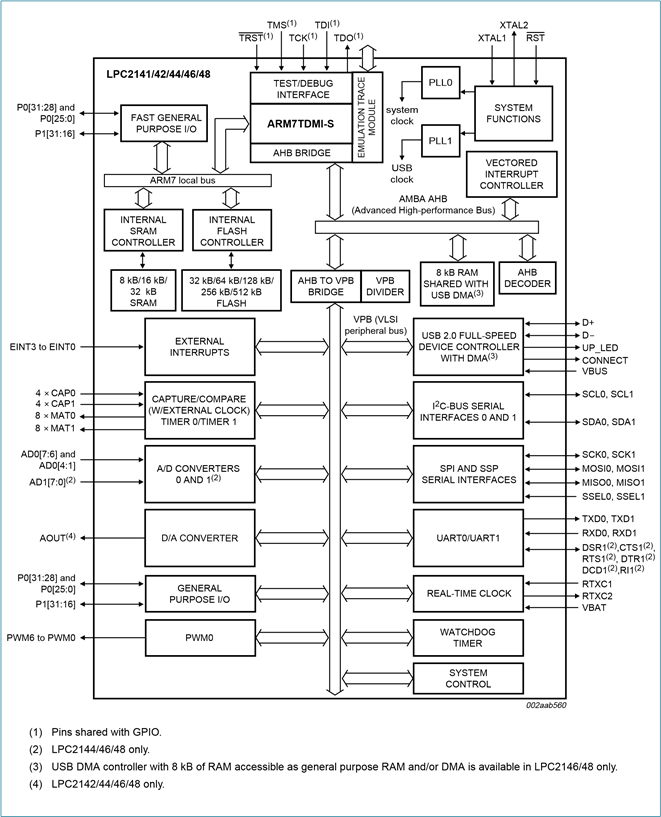 TMS(1) TDI(1)
TRST(1) TCK(1) TDO(1)
XTAL2
XTAL1 RST
LPC2141/42/44/46/48
TEST/DEBUG
INTERFACE
ARM7TDMI-S
AHB BRIDGE
EMULATION TRACE
MODULE
PLL0
system
clock
PLL1
USB
clock
SYSTEM
FUNCTIONS
VECTORED
INTERRUPT
CONTROLLER
P0[31:28] and
P0[25:0]
P1[31:16]
FAST GENERAL
PURPOSE I/O
ARM7 local bus
AMBA AHB
(Advanced High-performance Bus)
INTERNAL
SRAM
CONTROLLER
INTERNAL
FLASH
CONTROLLER
8 kB/16 kB/
32 kB
SRAM
32 kB/64 kB/128 kB/
256 kB/512 kB
FLASH
AHB TO VPB
BRIDGE
VPB
DIVIDER
8 kB RAM
SHARED WITH
USB DMA(3)
AHB
DECODER
VPB (VLSI
peripheral bus)
EINT3 to EINT0
EXTERNAL
INTERRUPTS
USB 2.0 FULL-SPEED
DEVICE CONTROLLER
WITH DMA(3)
D+
D−
UP_LED
CONNECT
VBUS
4 × CAP0
4 × CAP1
8 × MAT0
8 × MAT1
CAPTURE/COMPARE
(W/EXTERNAL CLOCK)
TIMER 0/TIMER 1
I2C-BUS SERIAL
INTERFACES 0 AND 1
SCL0, SCL1
SDA0, SDA1
AD0[7:6] and
AD0[4:1]
AD1[7:0](2)
A/D CONVERTERS
0 AND 1(2)
SPI AND SSP
SERIAL INTERFACES
SCK0, SCK1
MOSI0, MOSI1
MISO0, MISO1
SSEL0, SSEL1
AOUT(4)
D/A CONVERTER
UART0/UART1
TXD0, TXD1
RXD0, RXD1
DSR1(2),CTS1(2),
RTS1(2), DTR1(2)
DCD1(2),RI1(2)
P0[31:28] and
P0[25:0]
P1[31:16]
GENERAL
PURPOSE I/O
REAL-TIME CLOCK
RTXC1
RTXC2
VBAT
PWM6 to PWM0
PWM0
WATCHDOG
TIMER
SYSTEM
CONTROL
002aab560
(1) Pins shared with GPIO.
(2) LPC2144/46/48 only.
(3) USB DMA controller with 8 kB of RAM accessible as general purpose RAM and/or DMA is available in LPC2146/48 only.
(4) LPC2142/44/46/48 only.